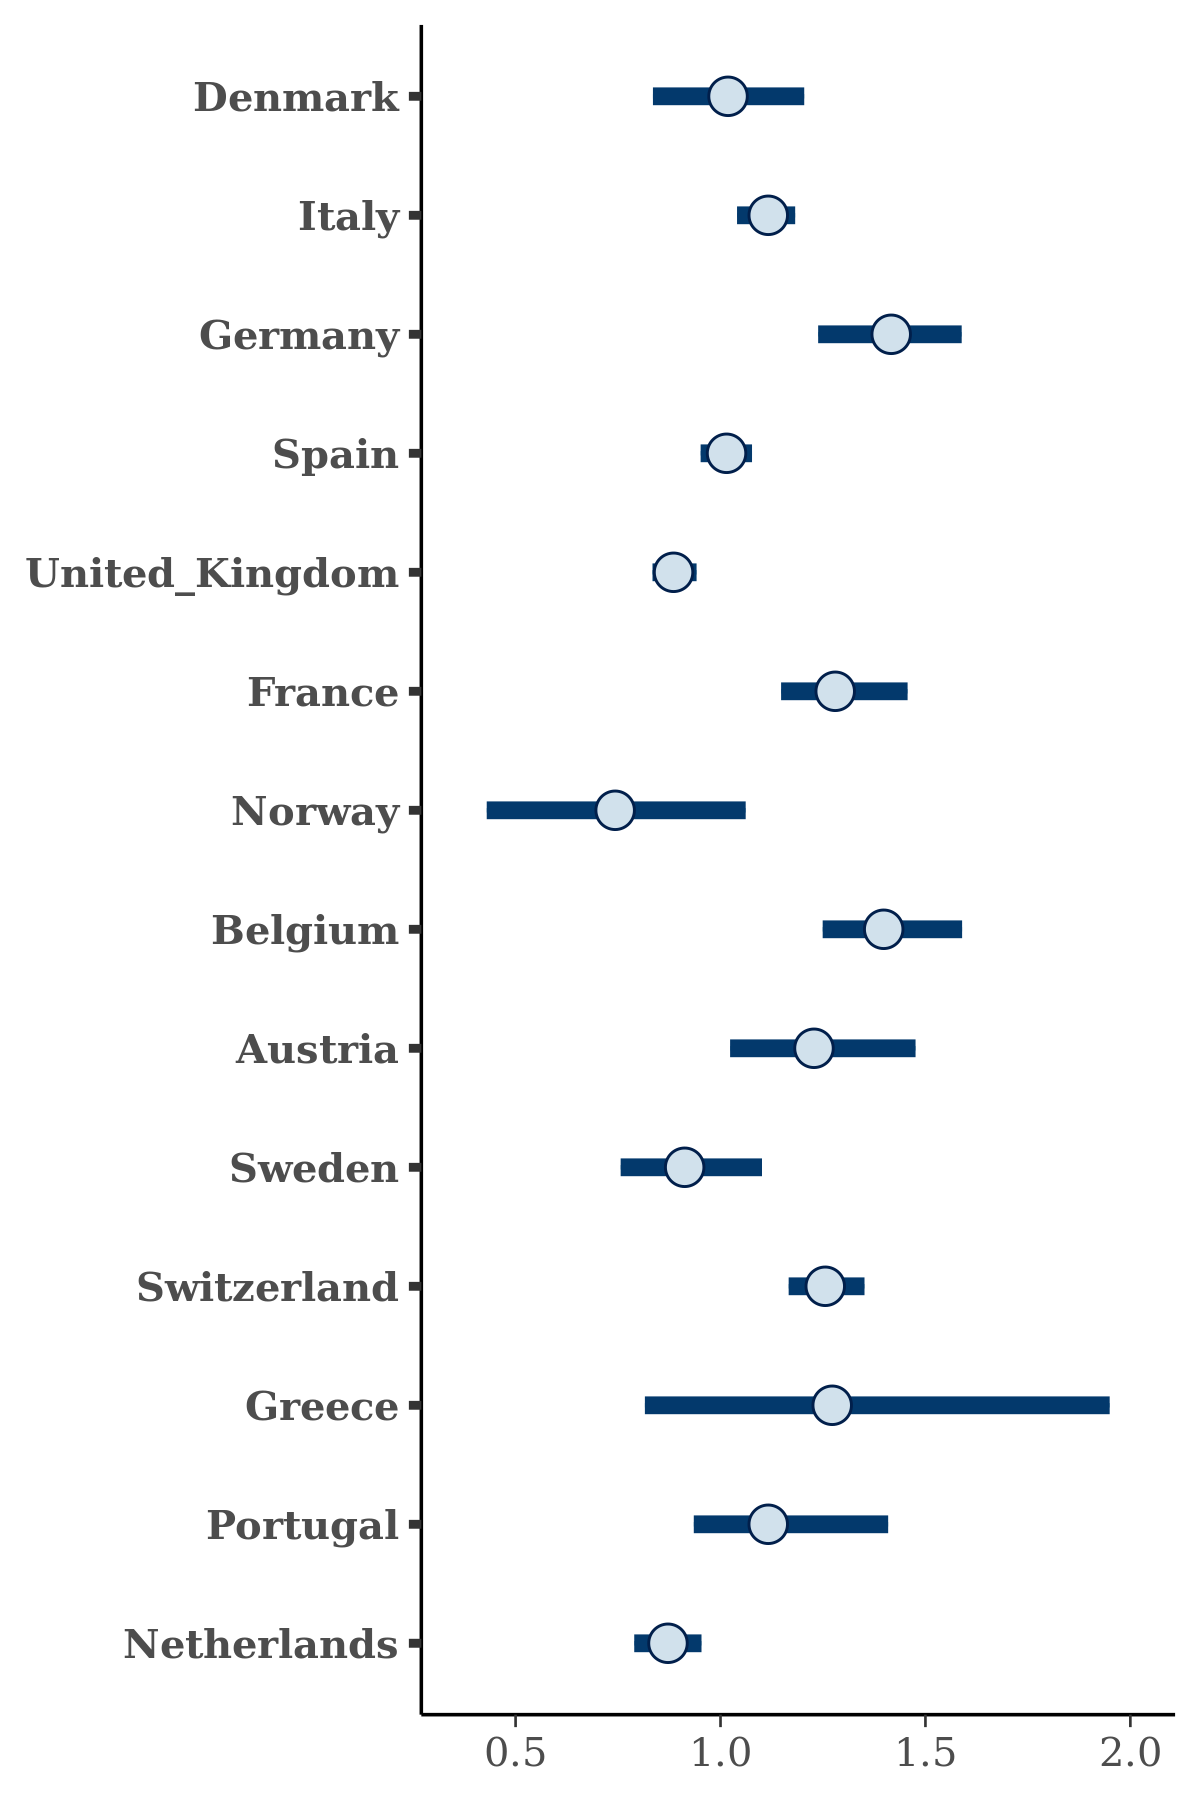 Denmark
Italy
Germany
Spain
United_Kingdom
France
Norway
Belgium
Austria
Sweden
Switzerland
Greece
Portugal
Netherlands
0.5 1.0 1.5 2.0